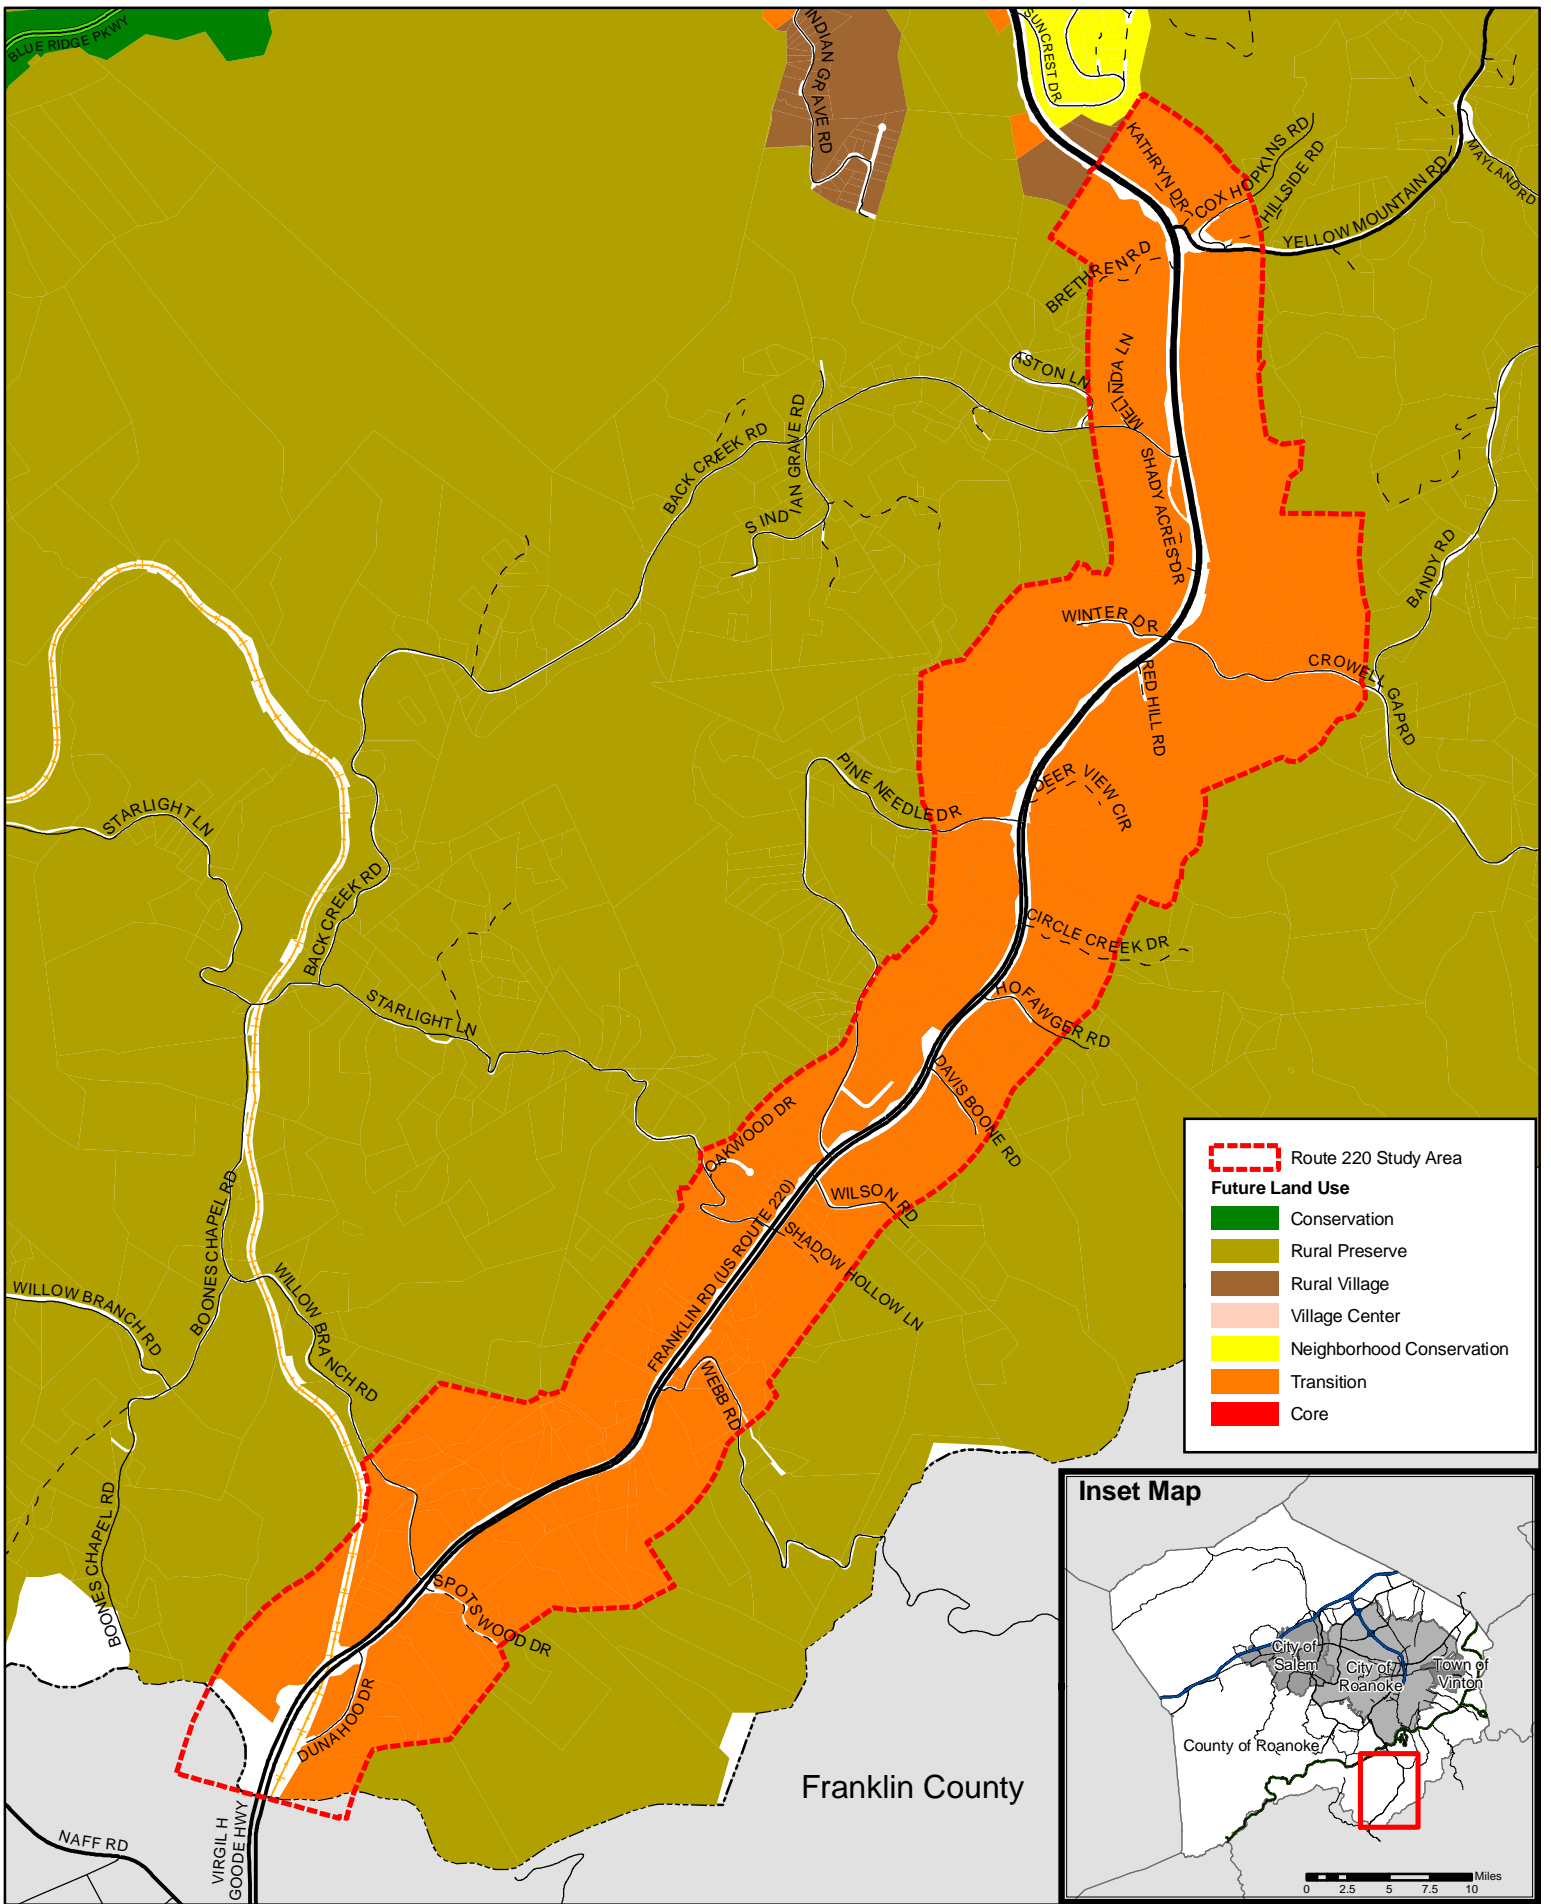 BLUE RIDGE PKWY
INDIAN GRAVE RD
SUNCREST DR
KATHRYN DR
COX HOPKINS RD
HILLSIDE RD
YELLOW MOUNTAIN RD
MAYLAND RD
BRETHREN RD
ASTON LN
MELINDA LN
BACK CREEK RD
S INDIAN GRAVE RD
SHADY ACRES DR
BANDY RD
WINTER DR
RED HILL RD
CROWELL GAP RD
PINE NEEDLE DR
DEER VIEW CIR
STARLIGHT LN
BACK CREEK RD
CIRCLE CREEK DR
STARLIGHT LN
HOFAWGER RD
DAVIS BOONE RD
OAKWOOD DR
WILSON RD
BOONES CHAPEL RD
SHADOW HOLLOW LN
FRANKLIN RD (US ROUTE 220)
WILLOW BRANCH RD
WILLOW BRANCH RD
WEBB RD
BOONES CHAPEL RD
SPOTSWOOD DR
DUNAHOO DR
VIRGIL H
GOODE HWY
NAFF RD
Franklin County
Route 220 Study Area
Future Land Use
Conservation
Rural Preserve
Rural Village
Village Center
Neighborhood Conservation
Transition
Core
Inset Map
City of
Salem
City of
Roanoke
Town of
Vinton
County of Roanoke
Miles
0 2.5 5 7.5 10